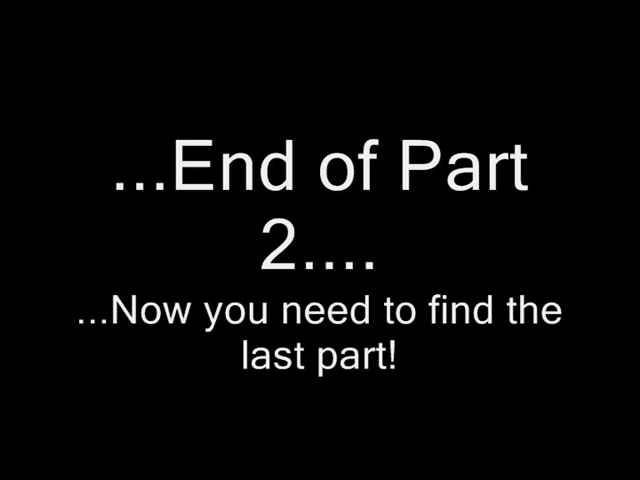 ...End of Part
2....
...Now you need to find the
last part!